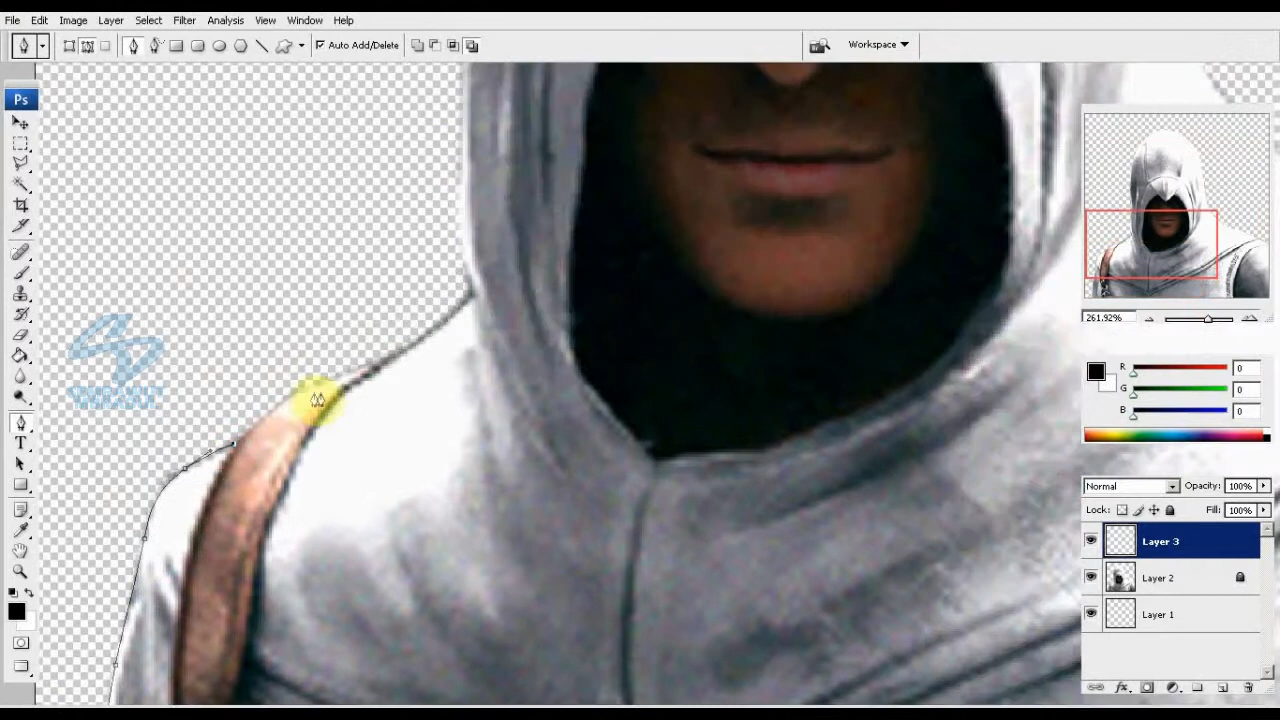 File Edit Image Layer Select Filter Analysis View Window Help
Auto Add/Delete
Workspace
Ps
261.92%
R 0
G 0
B 0
Normal Opacity: 100%
Lock: Fill: 100%
Layer 3
Layer 2
Layer 1
T